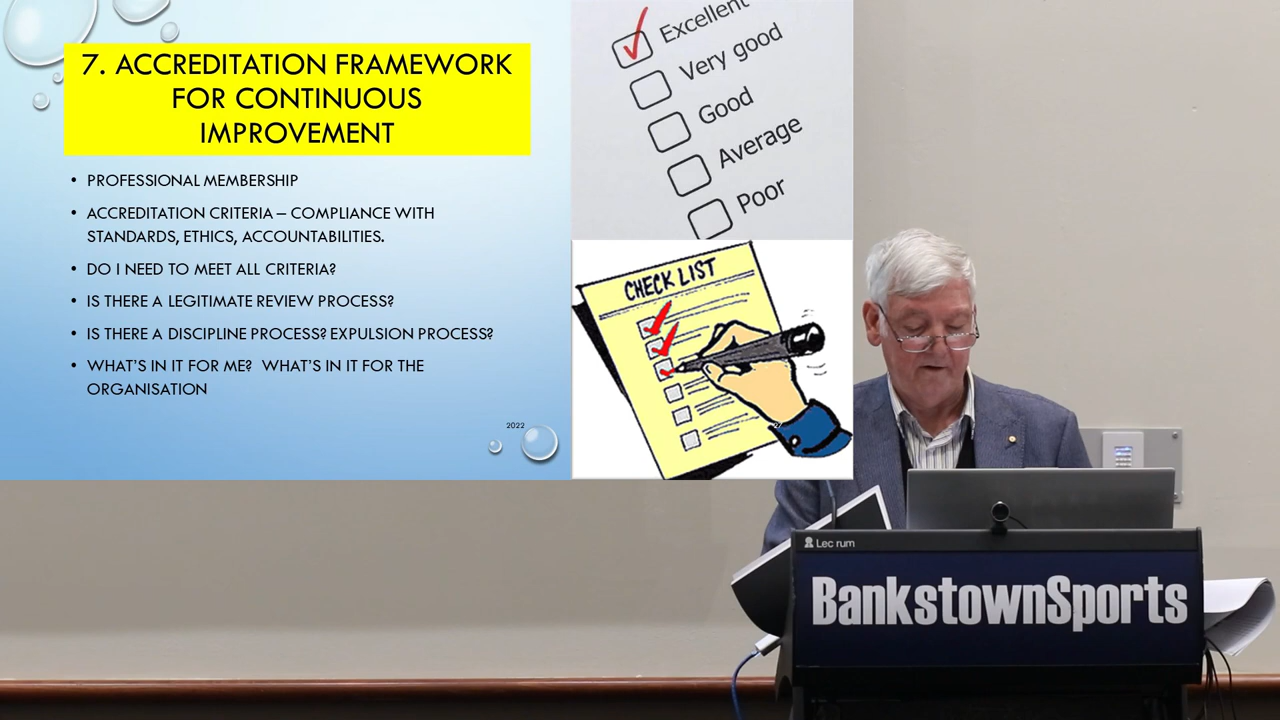 7. ACCREDITATION FRAMEWORK
FOR CONTINUOUS
IMPROVEMENT
• PROFESSIONAL MEMBERSHIP
• ACCREDITATION CRITERIA – COMPLIANCE WITH
STANDARDS, ETHICS, ACCOUNTABILITIES.
• DO I NEED TO MEET ALL CRITERIA?
• IS THERE A LEGITIMATE REVIEW PROCESS?
• IS THERE A DISCIPLINE PROCESS? EXPULSION PROCESS?
• WHAT'S IN IT FOR ME? WHAT'S IN IT FOR THE
ORGANISATION
2022
Excellent
Very good
Good
Average
Poor
CHECK LIST
27
Lec rum
BankstownSports